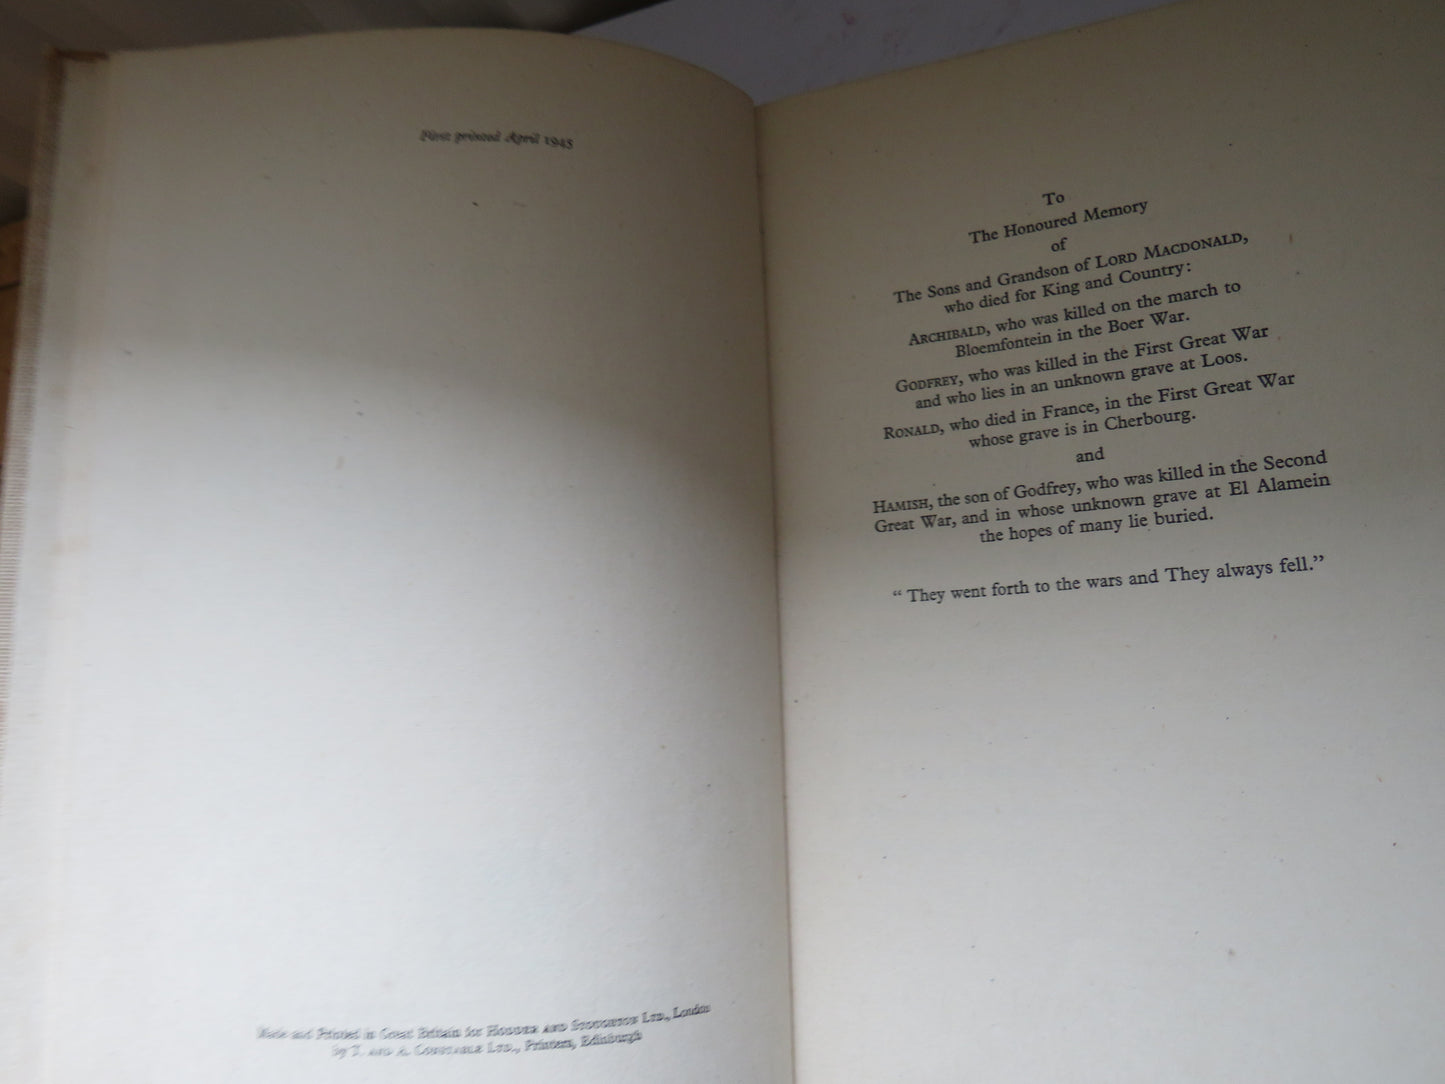 First printed April 1945
Made and Printed in Great Britain for HODDER AND STOUGHTON LTD., London
by T. AND A. CONSTABLE LTD., Printers, Edinburgh
To
The Honoured Memory
of
The Sons and Grandson of LORD MACDONALD,
who died for King and Country:
ARCHIBALD, who was killed on the march to
Bloemfontein in the Boer War.
GODFREY, who was killed in the First Great War
and who lies in an unknown grave at Loos.
RONALD, who died in France, in the First Great War
whose grave is in Cherbourg.
and
HAMISH, the son of Godfrey, who was killed in the Second
Great War, and in whose unknown grave at El Alamein
the hopes of many lie buried.
“ They went forth to the wars and They always fell.”